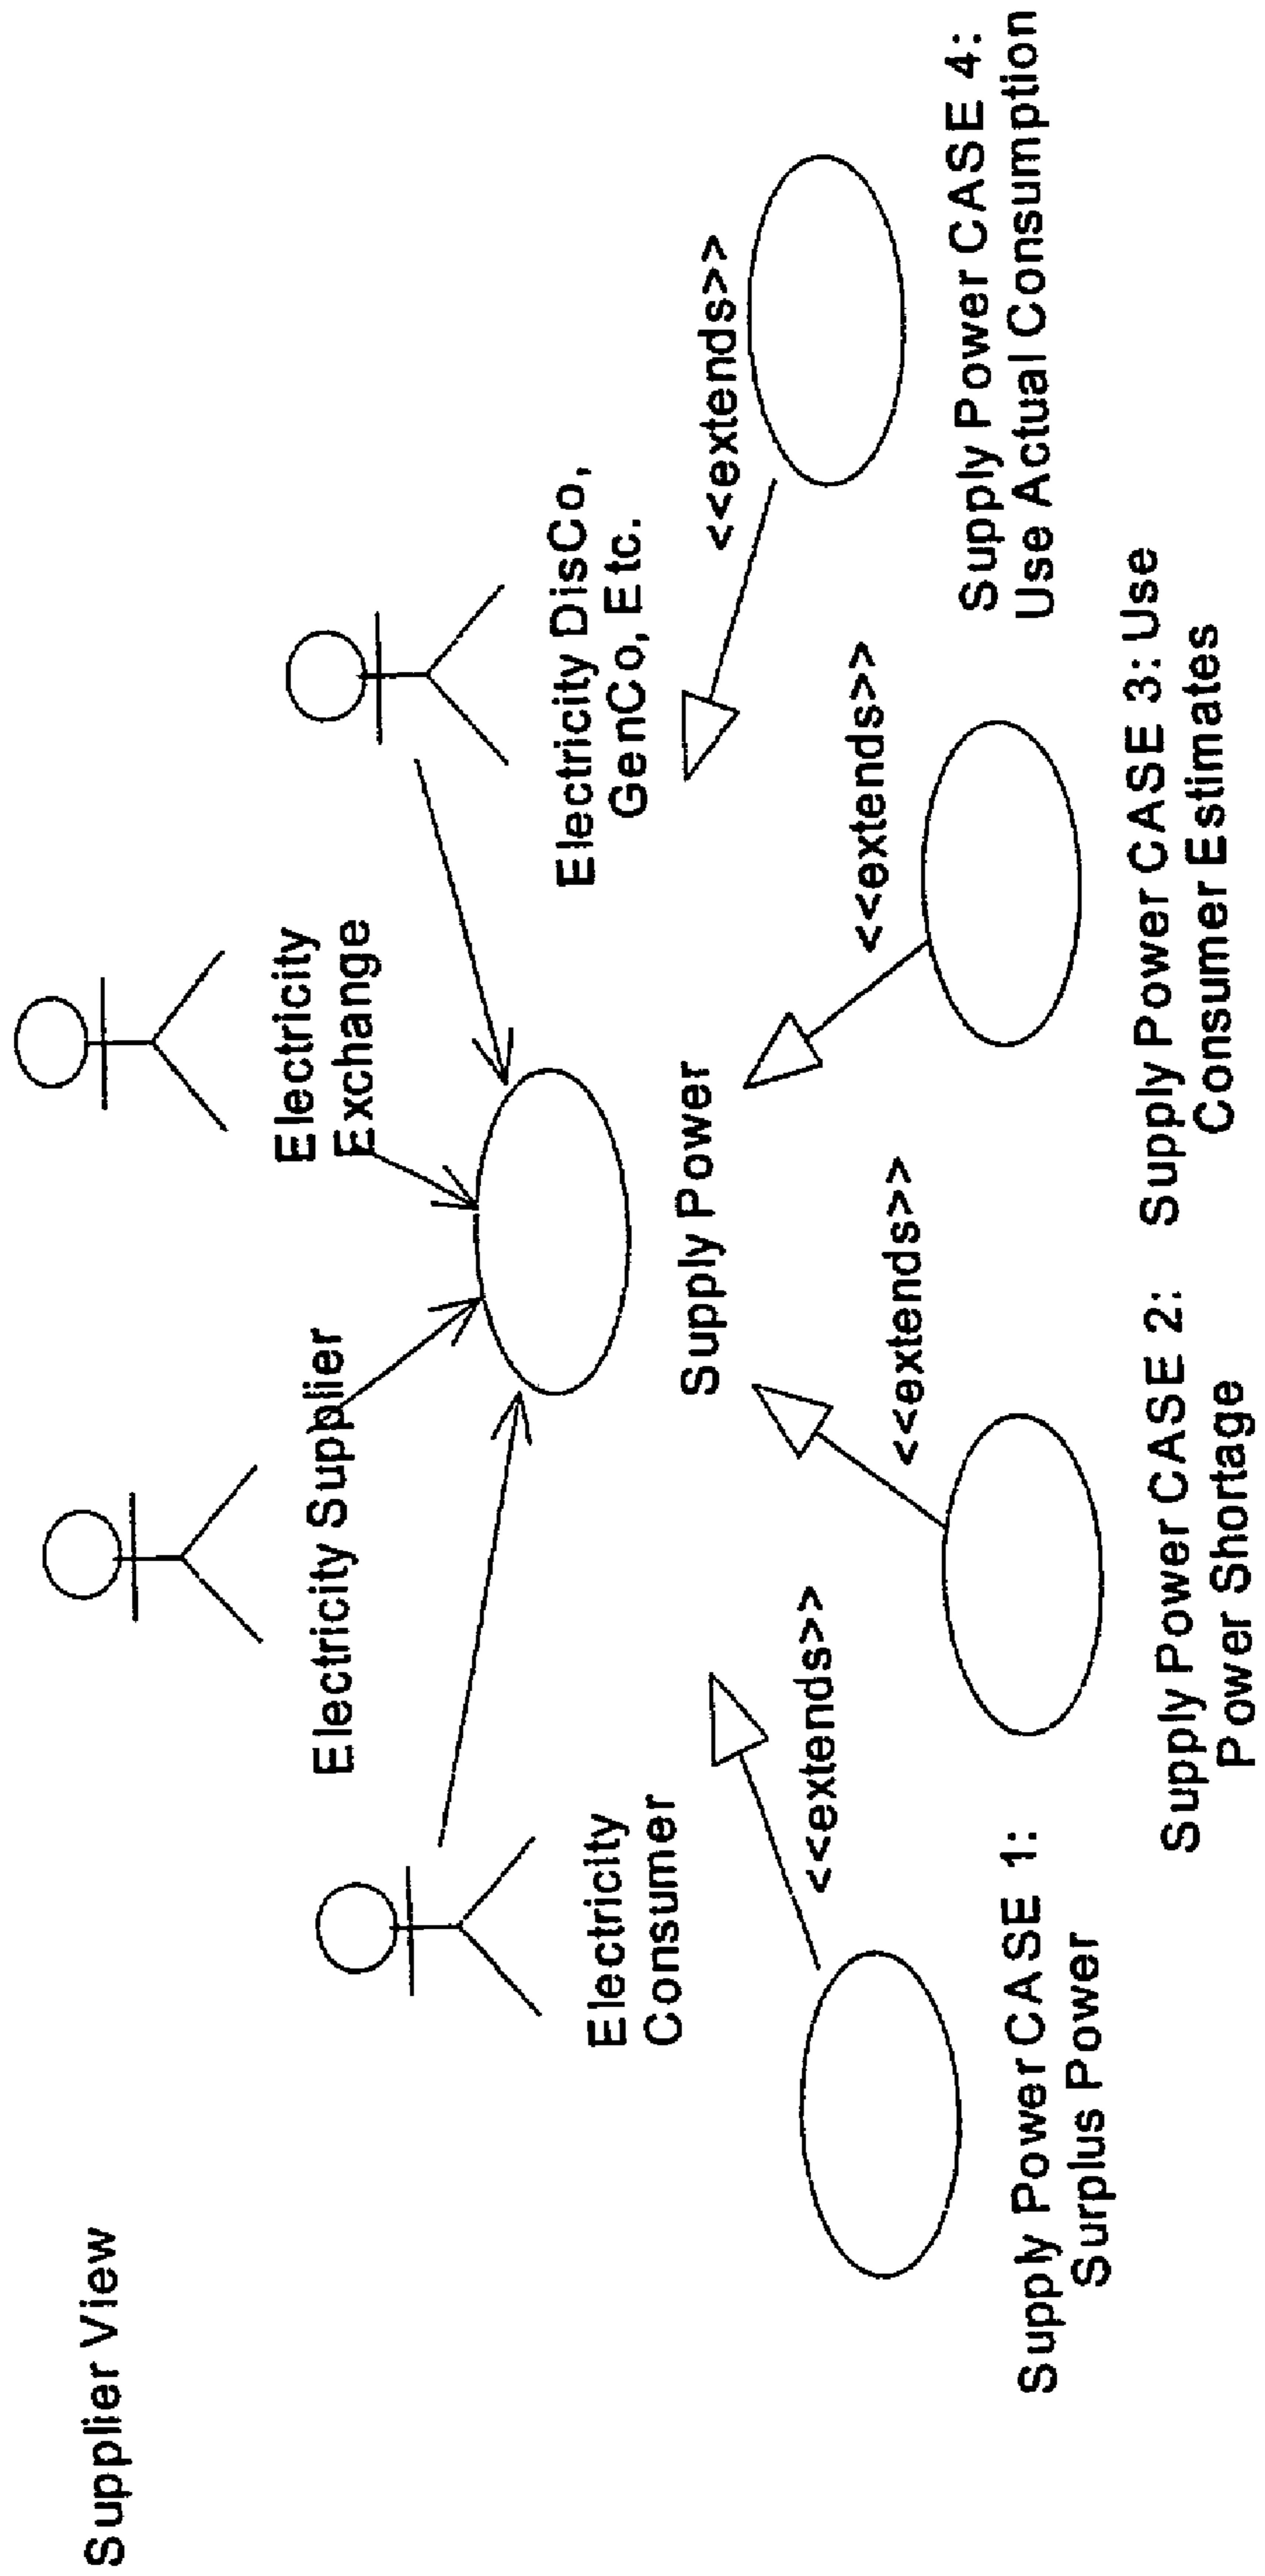 Supplier View
Electricity
Exchange
Electricity Supplier
Electricity DisCo,
GenCo, Etc.
Electricity
Consumer
Supply Power
<<extends>>
<<extends>>
<<extends>>
<<extends>>
Supply Power CASE 1:
Surplus Power
Supply Power CASE 2:
Power Shortage
Supply Power CASE 3: Use
Consumer Estimates
Supply Power CASE 4:
Use Actual Consumption